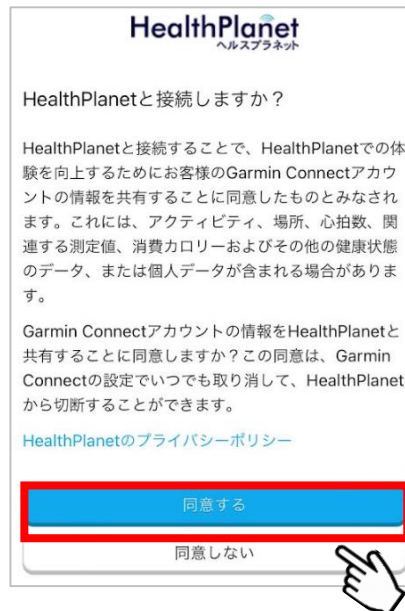 HealthPlanet
ヘルスプラネット
HealthPlanetと接続しますか？
HealthPlanetと接続することで、HealthPlanetでの体
験を向上するためにお客様のGarmin Connectアカウ
ントの情報を共有することに同意したものとみなされ
ます。これには、アクティビティ、場所、心拍数、関
連する測定値、消費カロリーおよびその他の健康状態
のデータ、または個人データが含まれる場合がありま
す。
Garmin Connectアカウントの情報をHealthPlanetと
共有することに同意しますか？この同意は、Garmin
Connectの設定でいつでも取り消して、HealthPlanet
から切断することができます。
HealthPlanetのプライバシーポリシー
同意する
同意しない